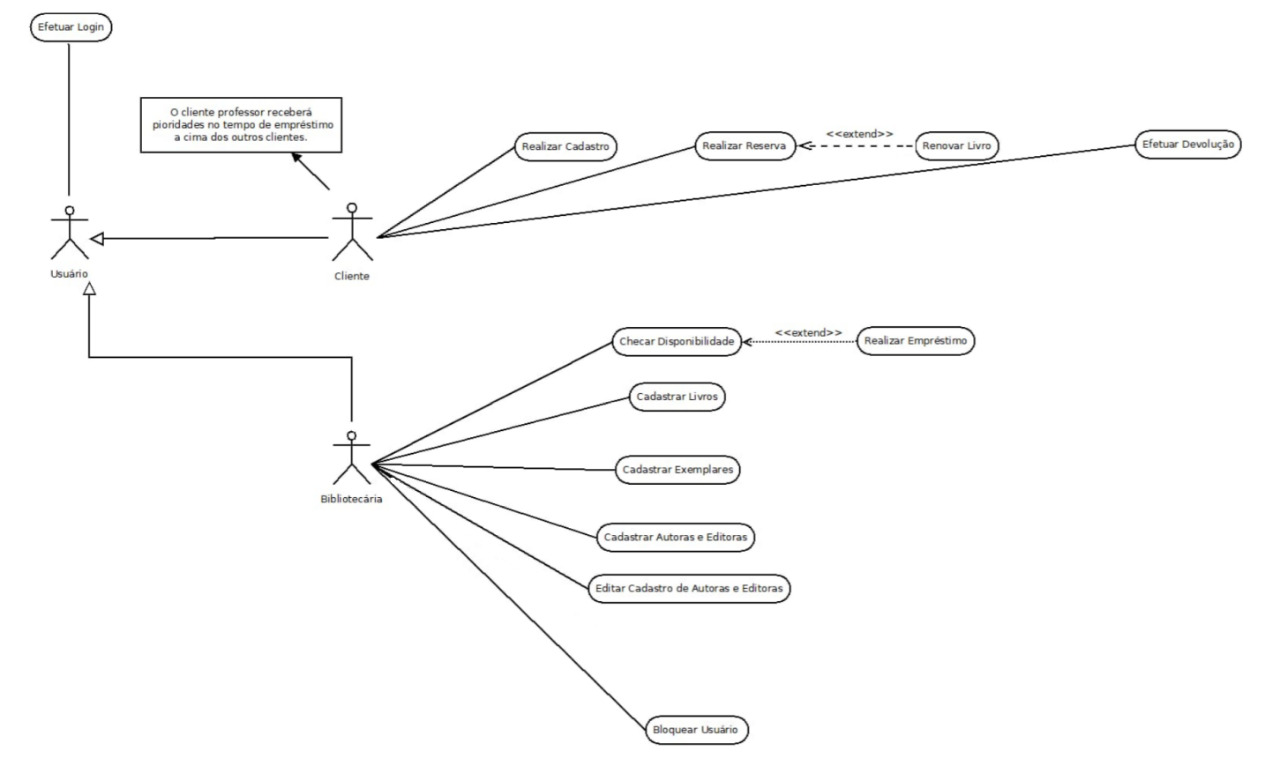 Efetuar Login
O cliente professor receberá
pioridades no tempo de empréstimo
a cima dos outros clientes.
Realizar Cadastro
Realizar Reserva
<<extend>>
Renovar Livro
Efetuar Devolução
Usuário
Cliente
Checar Disponibilidade
<<extend>>
Realizar Empréstimo
Cadastrar Livros
Cadastrar Exemplares
Bibliotecária
Cadastrar Autoras e Editoras
Editar Cadastro de Autoras e Editoras
Bloquear Usuário